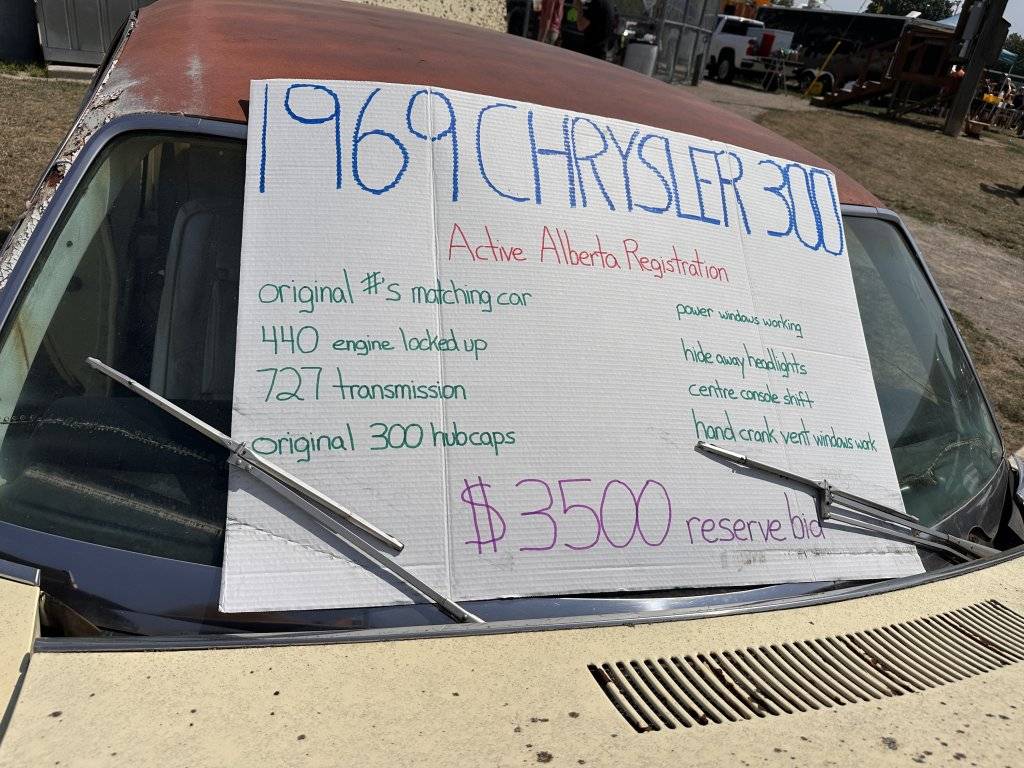 1969 CHRYSLER 300
Active Alberta Registration
original #'s matching car
440 engine locked up
727 transmission
original 300 hubcaps
power windows working
hide away headlights
centre console shift
hand crank vent windows work
$3500 reserve bid